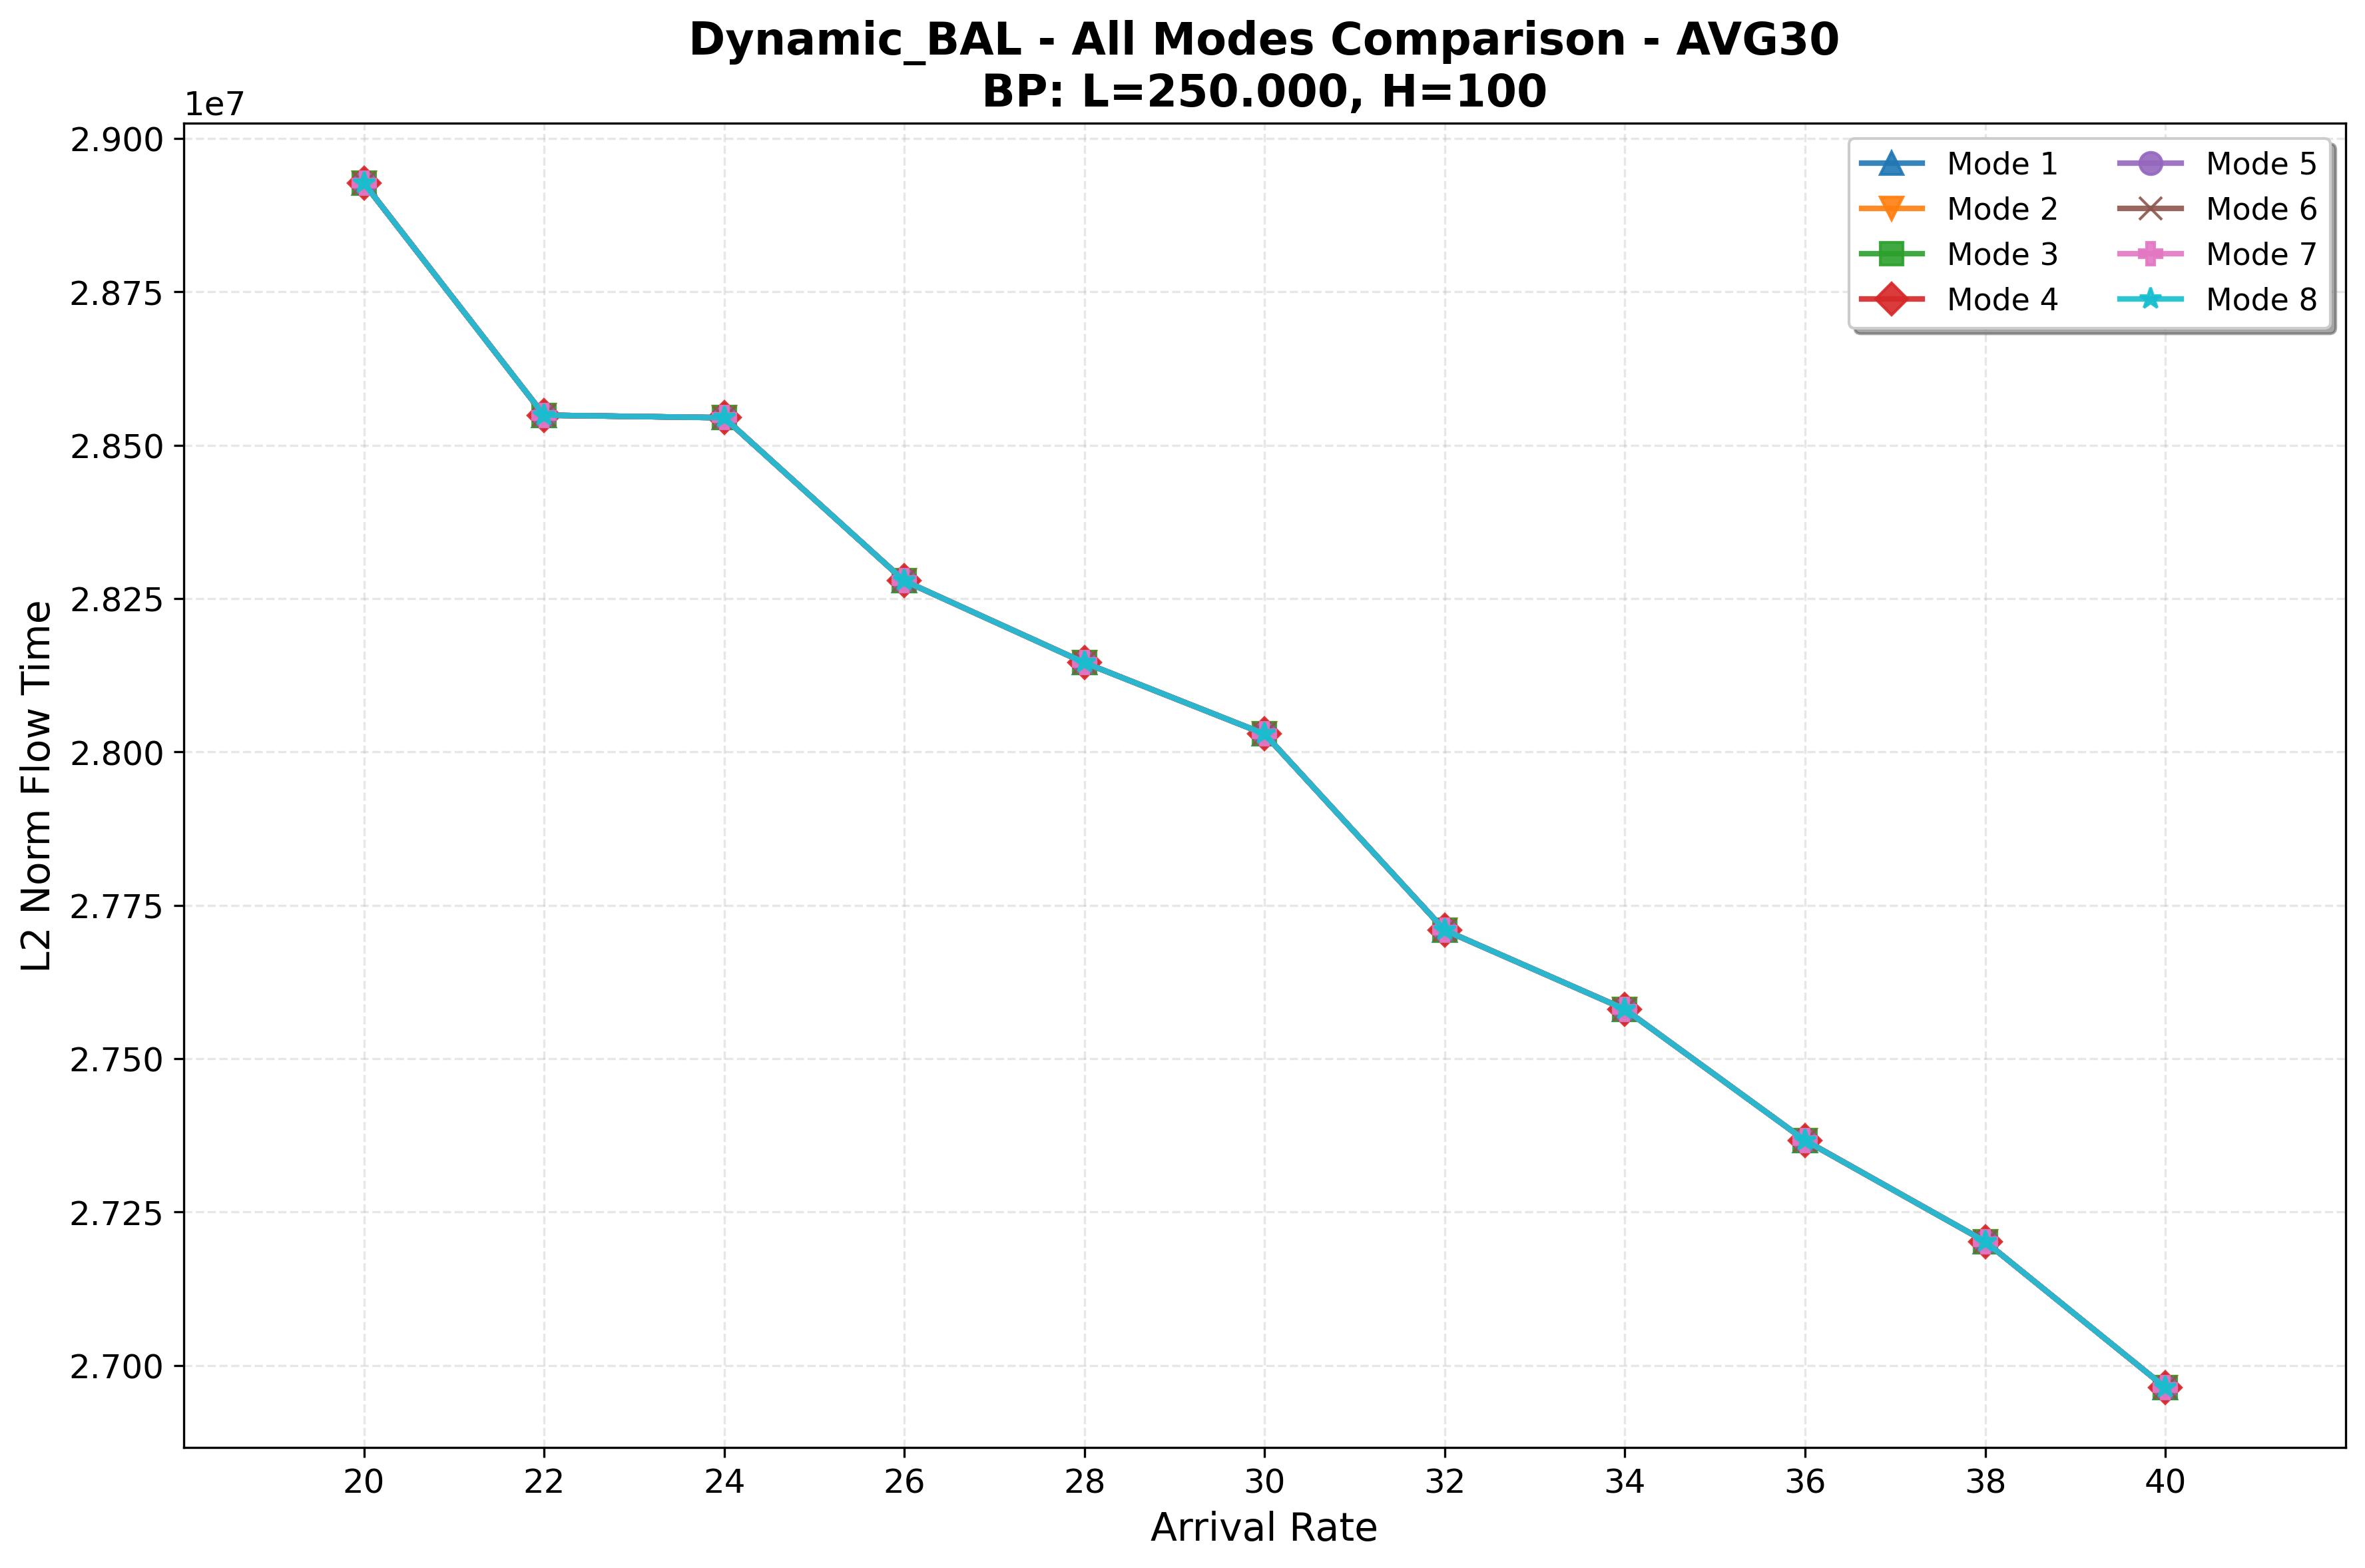 Dynamic_BAL - All Modes Comparison - AVG30
BP: L=250.000, H=100
1e7
2.900
2.875
2.850
2.825
2.800
2.775
2.750
2.725
2.700
L2 Norm Flow Time
Mode 1
Mode 2
Mode 3
Mode 4
Mode 5
Mode 6
Mode 7
Mode 8
20 22 24 26 28 30 32 34 36 38 40
Arrival Rate